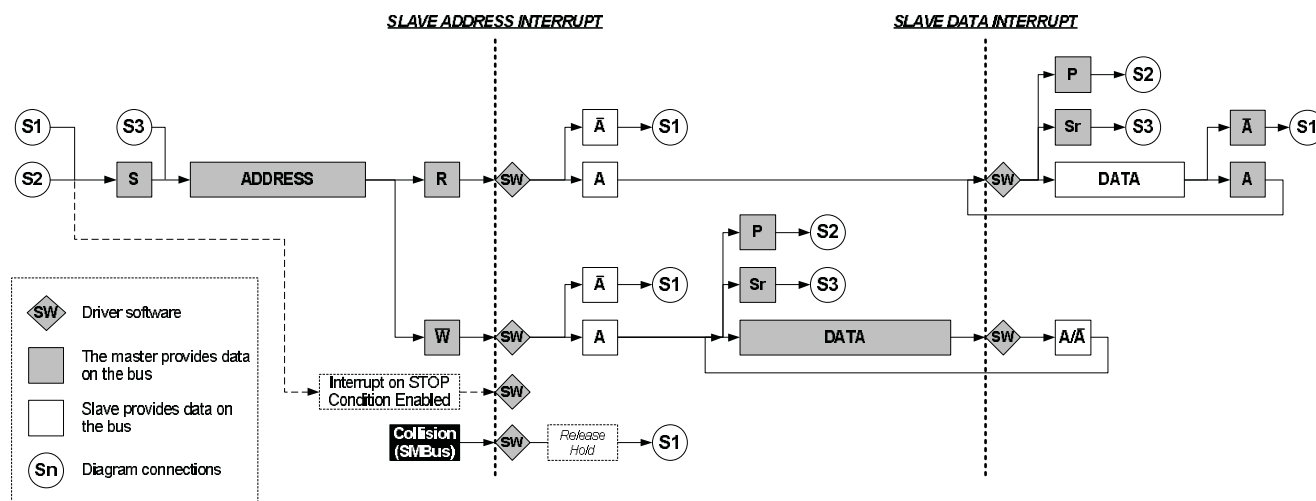 SLAVE ADDRESS INTERRUPT
SLAVE DATA INTERRUPT
P
S2
S1
S3
A̅
S1
Sr
S3
A̅
S1
S2
S
ADDRESS
R
SW
A
SW
DATA
A
P
S2
A̅
S1
Sr
S3
SW
Driver software
W̅
SW
A
DATA
SW
A/A̅
The master provides data
on the bus
Interrupt on STOP
Condition Enabled
SW
Slave provides data on
the bus
Collision
(SMBus)
SW
Release
Hold
S1
Sn
Diagram connections